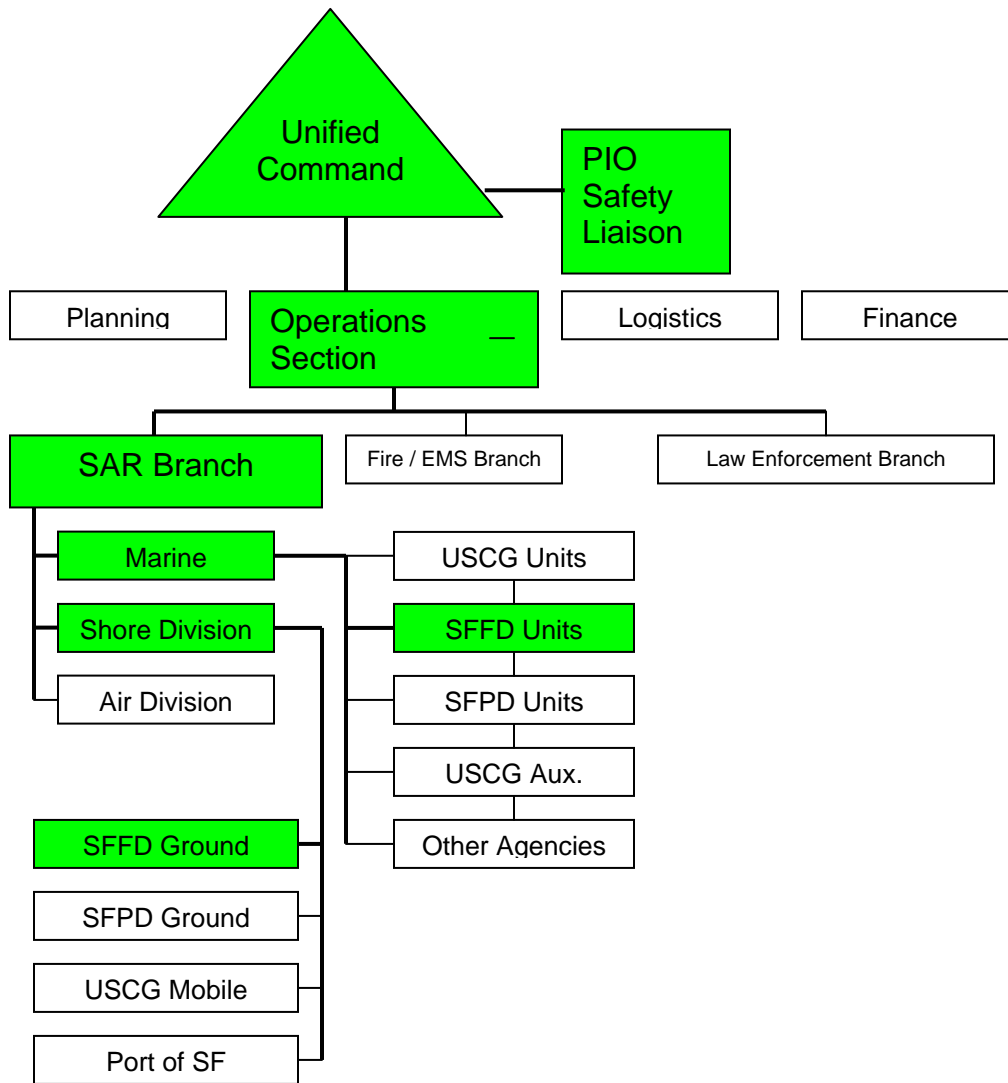 Unified
Command
PIO
Safety
Liaison
Planning
Operations —
Section
Logistics
Finance
SAR Branch
Fire / EMS Branch
Law Enforcement Branch
Marine
USCG Units
Shore Division
SFFD Units
Air Division
SFPD Units
USCG Aux.
SFFD Ground
Other Agencies
SFPD Ground
USCG Mobile
Port of SF